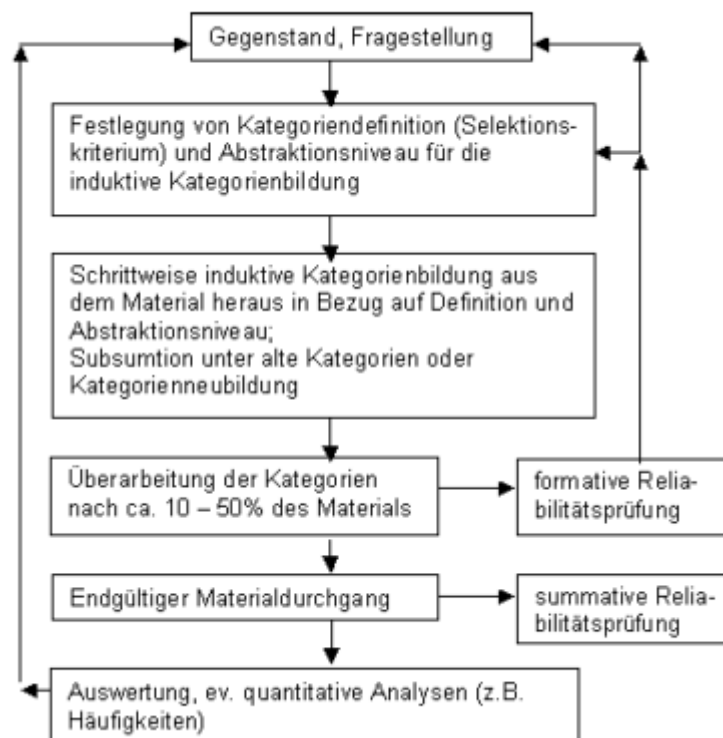 Gegenstand, Fragestellung
Festlegung von Kategoriendefinition (Selektions-
kriterium) und Abstraktionsniveau für die
induktive Kategorienbildung
Schrittweise induktive Kategorienbildung aus
dem Material heraus in Bezug auf Definition und
Abstraktionsniveau;
Subsumtion unter alte Kategorien oder
Kategorienneubildung
Überarbeitung der Kategorien
nach ca. 10 – 50% des Materials
formative Relia-
bilitätsprüfung
Endgültiger Materialdurchgang
summative Relia-
bilitätsprüfung
Auswertung, ev. quantitative Analysen (z.B.
Häufigkeiten)